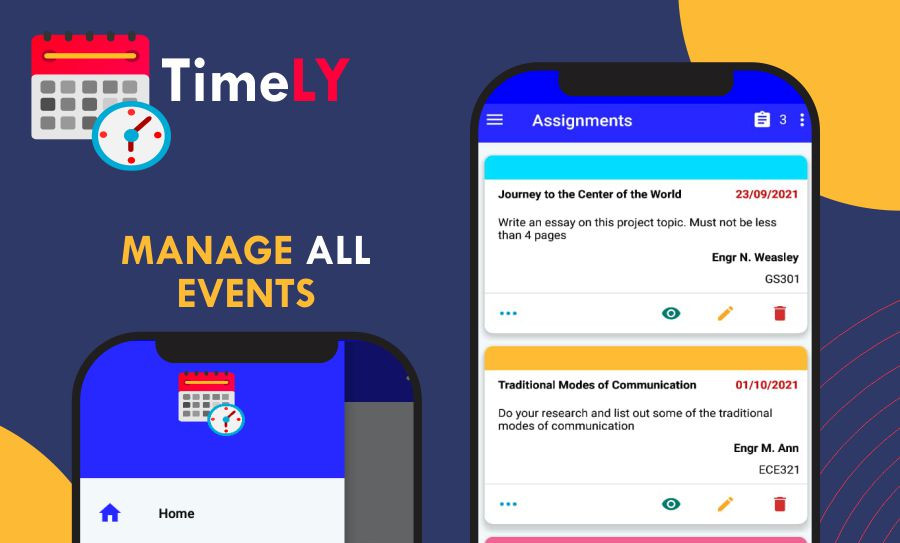 TimeLY
MANAGE ALL
EVENTS
Home
Assignments
3
Journey to the Center of the World
23/09/2021
Write an essay on this project topic. Must not be less
than 4 pages
Engr N. Weasley
GS301
Traditional Modes of Communication
01/10/2021
Do your research and list out some of the traditional
modes of communication
Engr M. Ann
ECE321